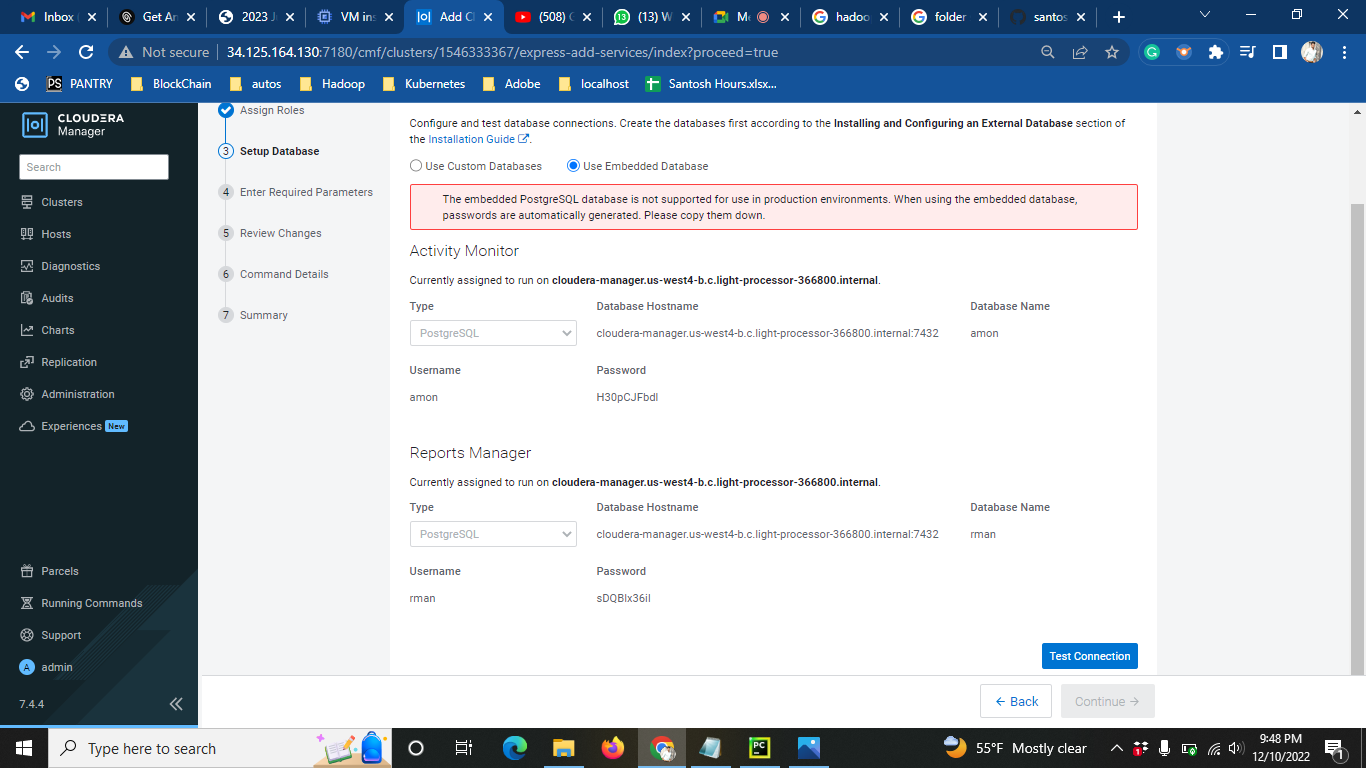 Inbox
Get An
2023 J
VM ins
Add Cl
(508)
(13) W
Me
hadoo
folder
santos
Not secure
34.125.164.130:7180/cmf/clusters/1546333367/express-add-services/index?proceed=true
PS
PANTRY
BlockChain
autos
Hadoop
Kubernetes
Adobe
localhost
Santosh Hours.xlsx...
CLOUDERA
Manager
Search
Clusters
Hosts
Diagnostics
Audits
Charts
Replication
Administration
Experiences New
Parcels
Running Commands
Support
A admin
7.4.4
Assign Roles
3 Setup Database
4 Enter Required Parameters
5 Review Changes
6 Command Details
7 Summary
Configure and test database connections. Create the databases first according to the Installing and Configuring an External Database section of
the Installation Guide.
Use Custom Databases
Use Embedded Database
The embedded PostgreSQL database is not supported for use in production environments. When using the embedded database,
passwords are automatically generated. Please copy them down.
Activity Monitor
Currently assigned to run on cloudera-manager.us-west4-b.c.light-processor-366800.internal.
Type Database Hostname Database Name
PostgreSQL cloudera-manager.us-west4-b.c.light-processor-366800.internal:7432 amon
Username Password
amon H30pCJFbdl
Reports Manager
Currently assigned to run on cloudera-manager.us-west4-b.c.light-processor-366800.internal.
Type Database Hostname Database Name
PostgreSQL cloudera-manager.us-west4-b.c.light-processor-366800.internal:7432 rman
Username Password
rman sDQBlx36il
Test Connection
← Back
Continue →
Type here to search
PC
55°F Mostly clear
9:48 PM
12/10/2022
1